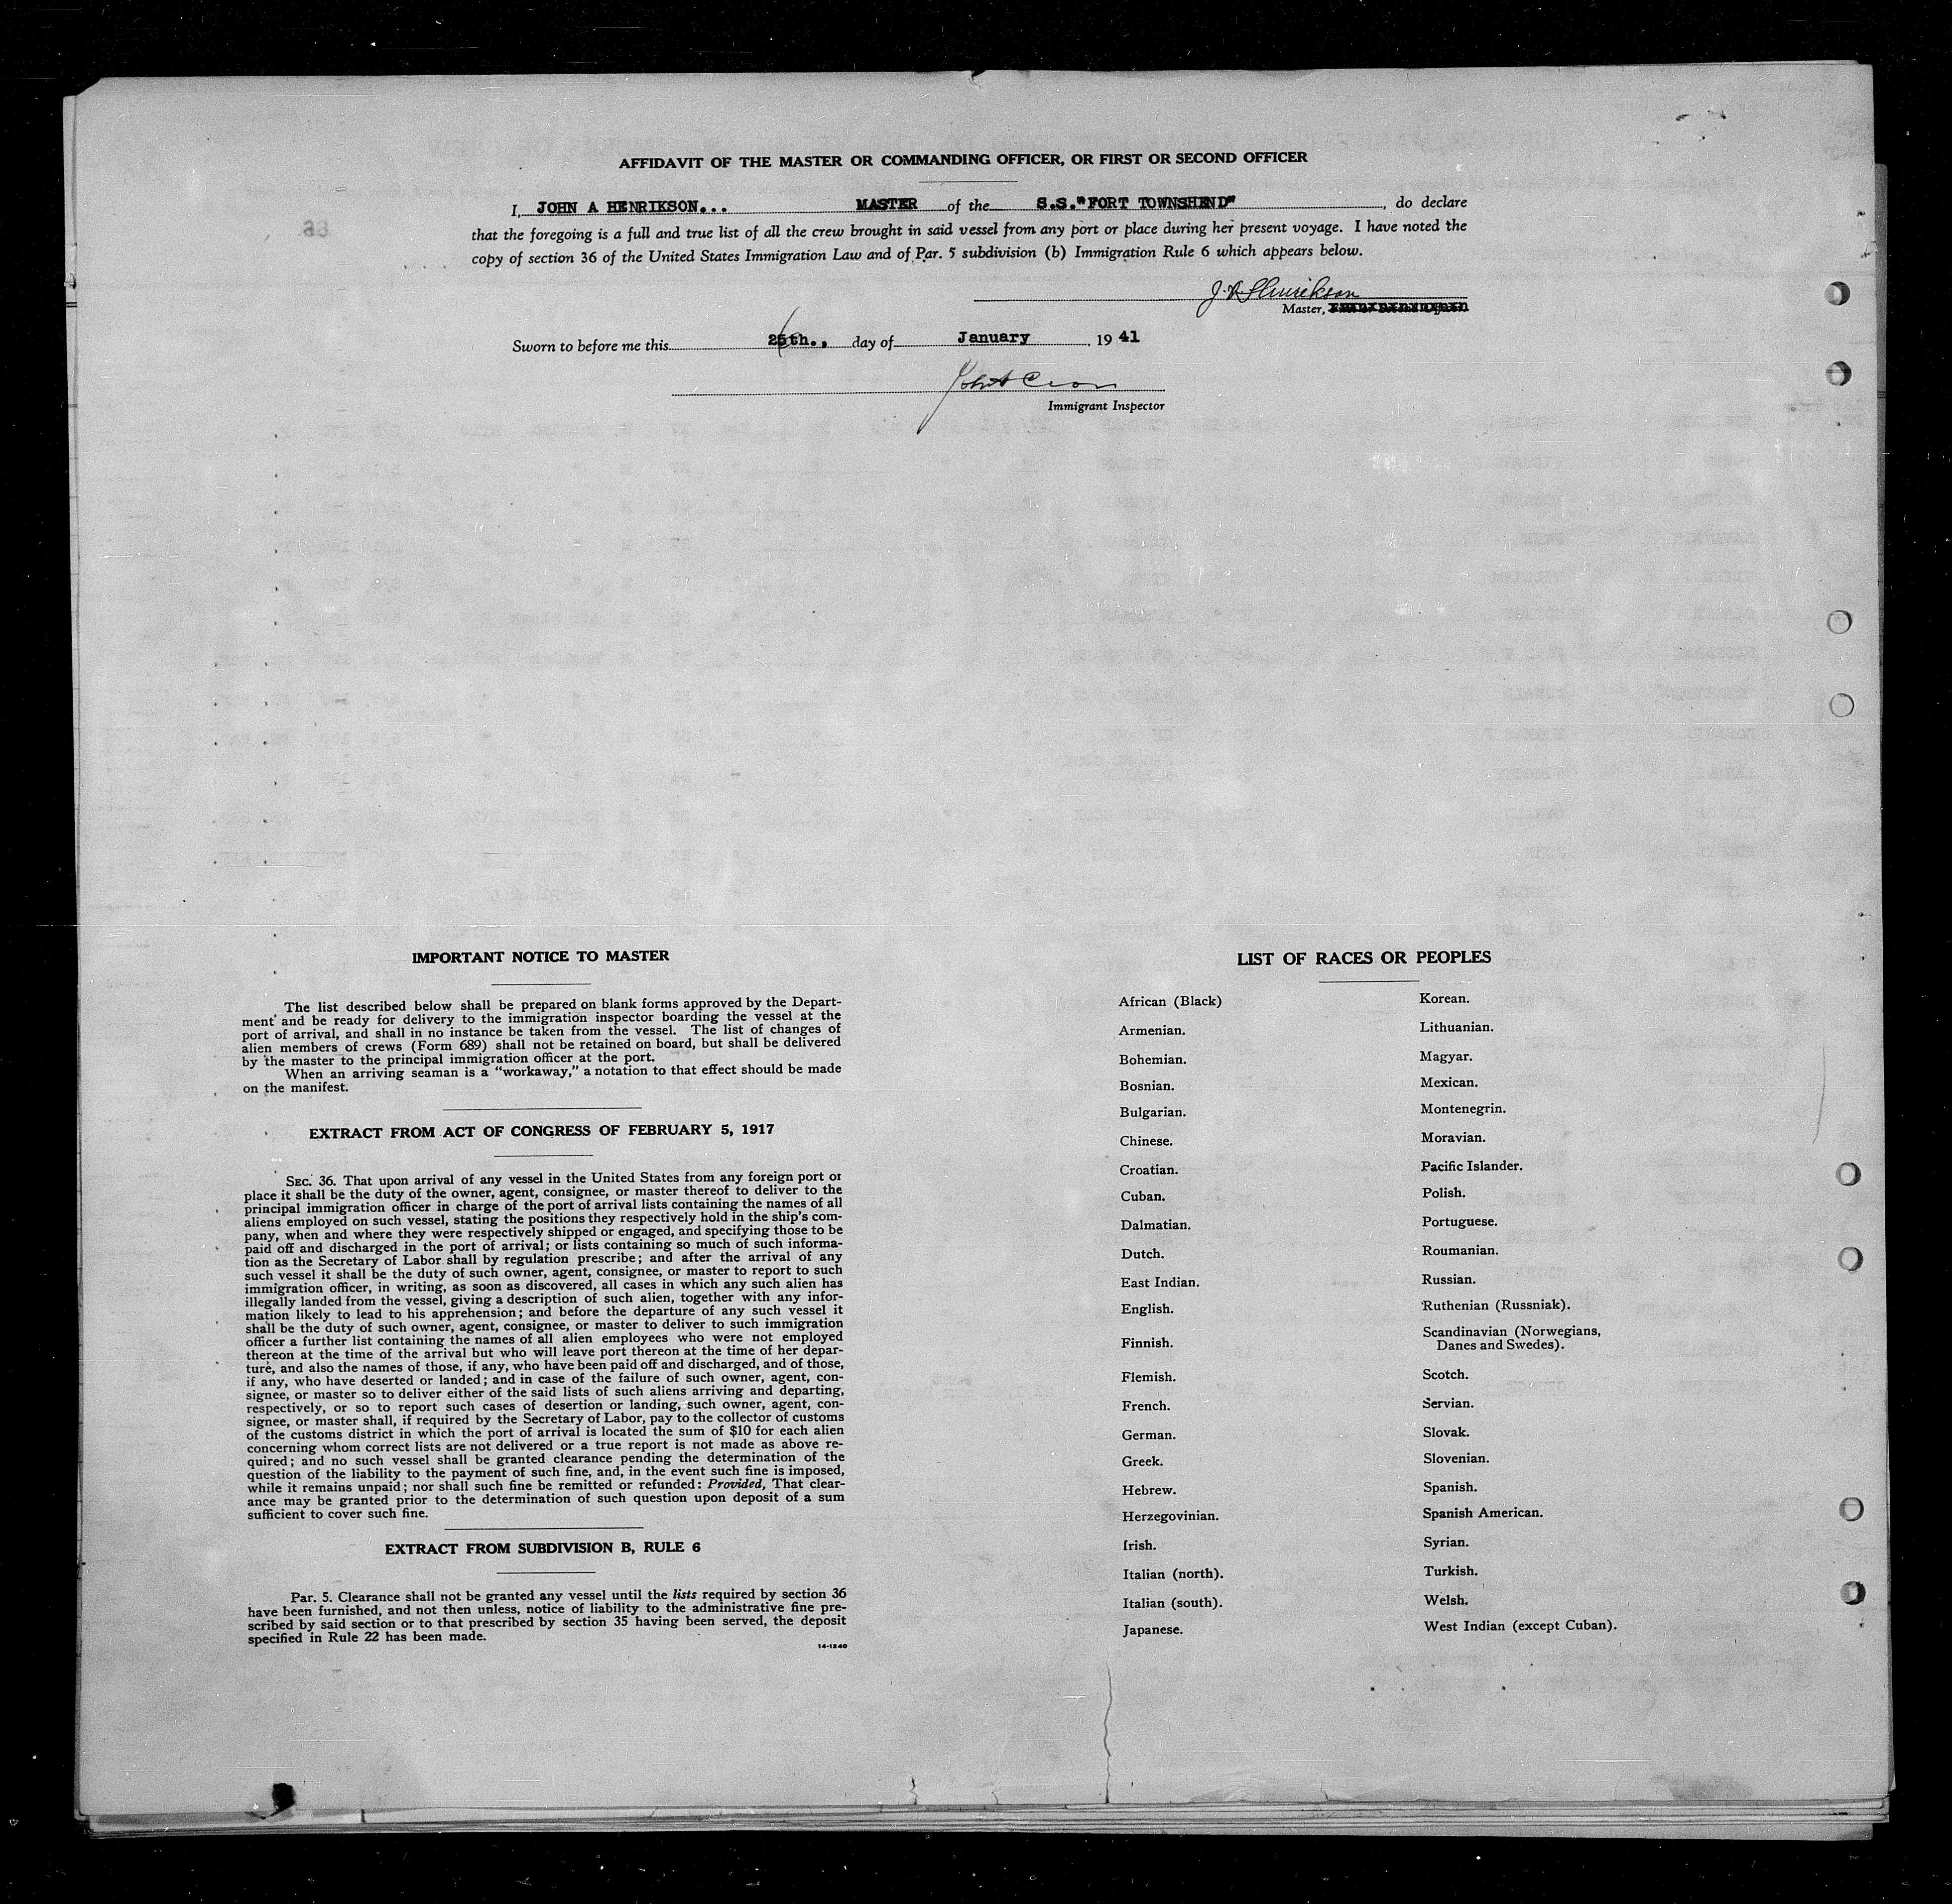 AFFIDAVIT OF THE MASTER OR COMMANDING OFFICER, OR FIRST OR SECOND OFFICER
I, JOHN A HENRIKSON... MASTER of the S.S."FORT TOWNSHEND" , do declare
that the foregoing is a full and true list of all the crew brought in said vessel from any port or place during her present voyage. I have noted the
copy of section 36 of the United States Immigration Law and of Par. 5 subdivision (b) Immigration Rule 6 which appears below.
J. A Henrikson
Master,
Sworn to before me this 25th., day of January , 19 41
Immigrant Inspector
IMPORTANT NOTICE TO MASTER
The list described below shall be prepared on blank forms approved by the Depart-
ment and be ready for delivery to the immigration inspector boarding the vessel at the
port of arrival, and shall in no instance be taken from the vessel. The list of changes of
alien members of crews (Form 689) shall not be retained on board, but shall be delivered
by the master to the principal immigration officer at the port.
When an arriving seaman is a "workaway," a notation to that effect should be made
on the manifest.
EXTRACT FROM ACT OF CONGRESS OF FEBRUARY 5, 1917
SEC. 36. That upon arrival of any vessel in the United States from any foreign port or
place it shall be the duty of the owner, agent, consignee, or master thereof to deliver to the
principal immigration officer in charge of the port of arrival lists containing the names of all
aliens employed on such vessel, stating the positions they respectively hold in the ship's com-
pany, when and where they were respectively shipped or engaged, and specifying those to be
paid off and discharged in the port of arrival; or lists containing so much of such informa-
tion as the Secretary of Labor shall by regulation prescribe; and after the arrival of any
such vessel it shall be the duty of such owner, agent, consignee, or master to report to such
immigration officer, in writing, as soon as discovered, all cases in which any such alien has
illegally landed from the vessel, giving a description of such alien, together with any infor-
mation likely to lead to his apprehension; and before the departure of any such vessel it
shall be the duty of such owner, agent, consignee, or master to deliver to such immigration
officer a further list containing the names of all alien employees who were not employed
thereon at the time of the arrival but who will leave port thereon at the time of her depar-
ture, and also the names of those, if any, who have been paid off and discharged, and of those,
if any, who have deserted or landed; and in case of the failure of such owner, agent, con-
signee, or master so to deliver either of the said lists of such aliens arriving and departing,
respectively, or so to report such cases of desertion or landing, such owner, agent, con-
signee, or master shall, if required by the Secretary of Labor, pay to the collector of customs
of the customs district in which the port of arrival is located the sum of $10 for each alien
concerning whom correct lists are not delivered or a true report is not made as above re-
quired; and no such vessel shall be granted clearance pending the determination of the
question of the liability to the payment of such fine, and, in the event such fine is imposed,
while it remains unpaid; nor shall such fine be remitted or refunded: Provided, That clear-
ance may be granted prior to the determination of such question upon deposit of a sum
sufficient to cover such fine.
EXTRACT FROM SUBDIVISION B, RULE 6
Par. 5. Clearance shall not be granted any vessel until the lists required by section 36
have been furnished, and not then unless, notice of liability to the administrative fine pre-
scribed by said section or to that prescribed by section 35 having been served, the deposit
specified in Rule 22 has been made.
14-1240
LIST OF RACES OR PEOPLES
African (Black)
Armenian.
Bohemian.
Bosnian.
Bulgarian.
Chinese.
Croatian.
Cuban.
Dalmatian.
Dutch.
East Indian.
English.
Finnish.
Flemish.
French.
German.
Greek.
Hebrew.
Herzegovinian.
Irish.
Italian (north).
Italian (south).
Japanese.
Korean.
Lithuanian.
Magyar.
Mexican.
Montenegrin.
Moravian.
Pacific Islander.
Polish.
Portuguese.
Roumanian.
Russian.
Ruthenian (Russniak).
Scandinavian (Norwegians,
Danes and Swedes).
Scotch.
Servian.
Slovak.
Slovenian.
Spanish.
Spanish American.
Syrian.
Turkish.
Welsh.
West Indian (except Cuban).